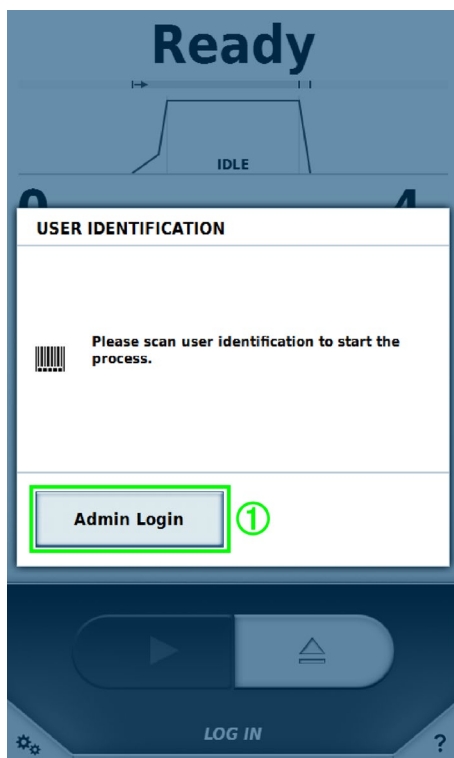 Ready
IDLE
USER IDENTIFICATION
Please scan user identification to start the
process.
Admin Login
①
LOG IN
?